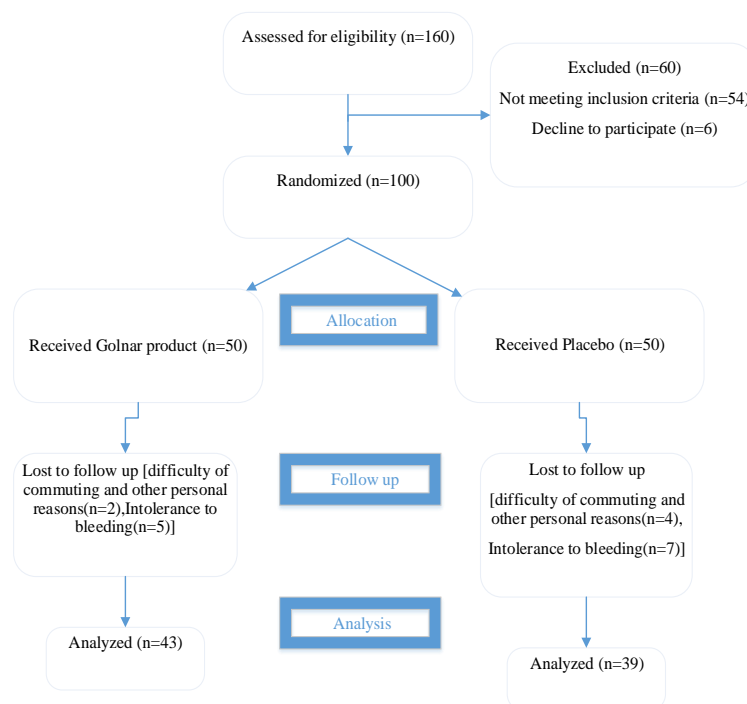 Assessed for eligibility (n=160)
Excluded (n=60)
Not meeting inclusion criteria (n=54)
Decline to participate (n=6)
Randomized (n=100)
Allocation
Received Golnar product (n=50)
Received Placebo (n=50)
Lost to follow up [difficulty of
commuting and other personal
reasons(n=2),Intolerance to
bleeding(n=5)]
Follow up
Lost to follow up
[difficulty of commuting and
other personal reasons(n=4),
Intolerance to bleeding(n=7)]
Analysis
Analyzed (n=43)
Analyzed (n=39)